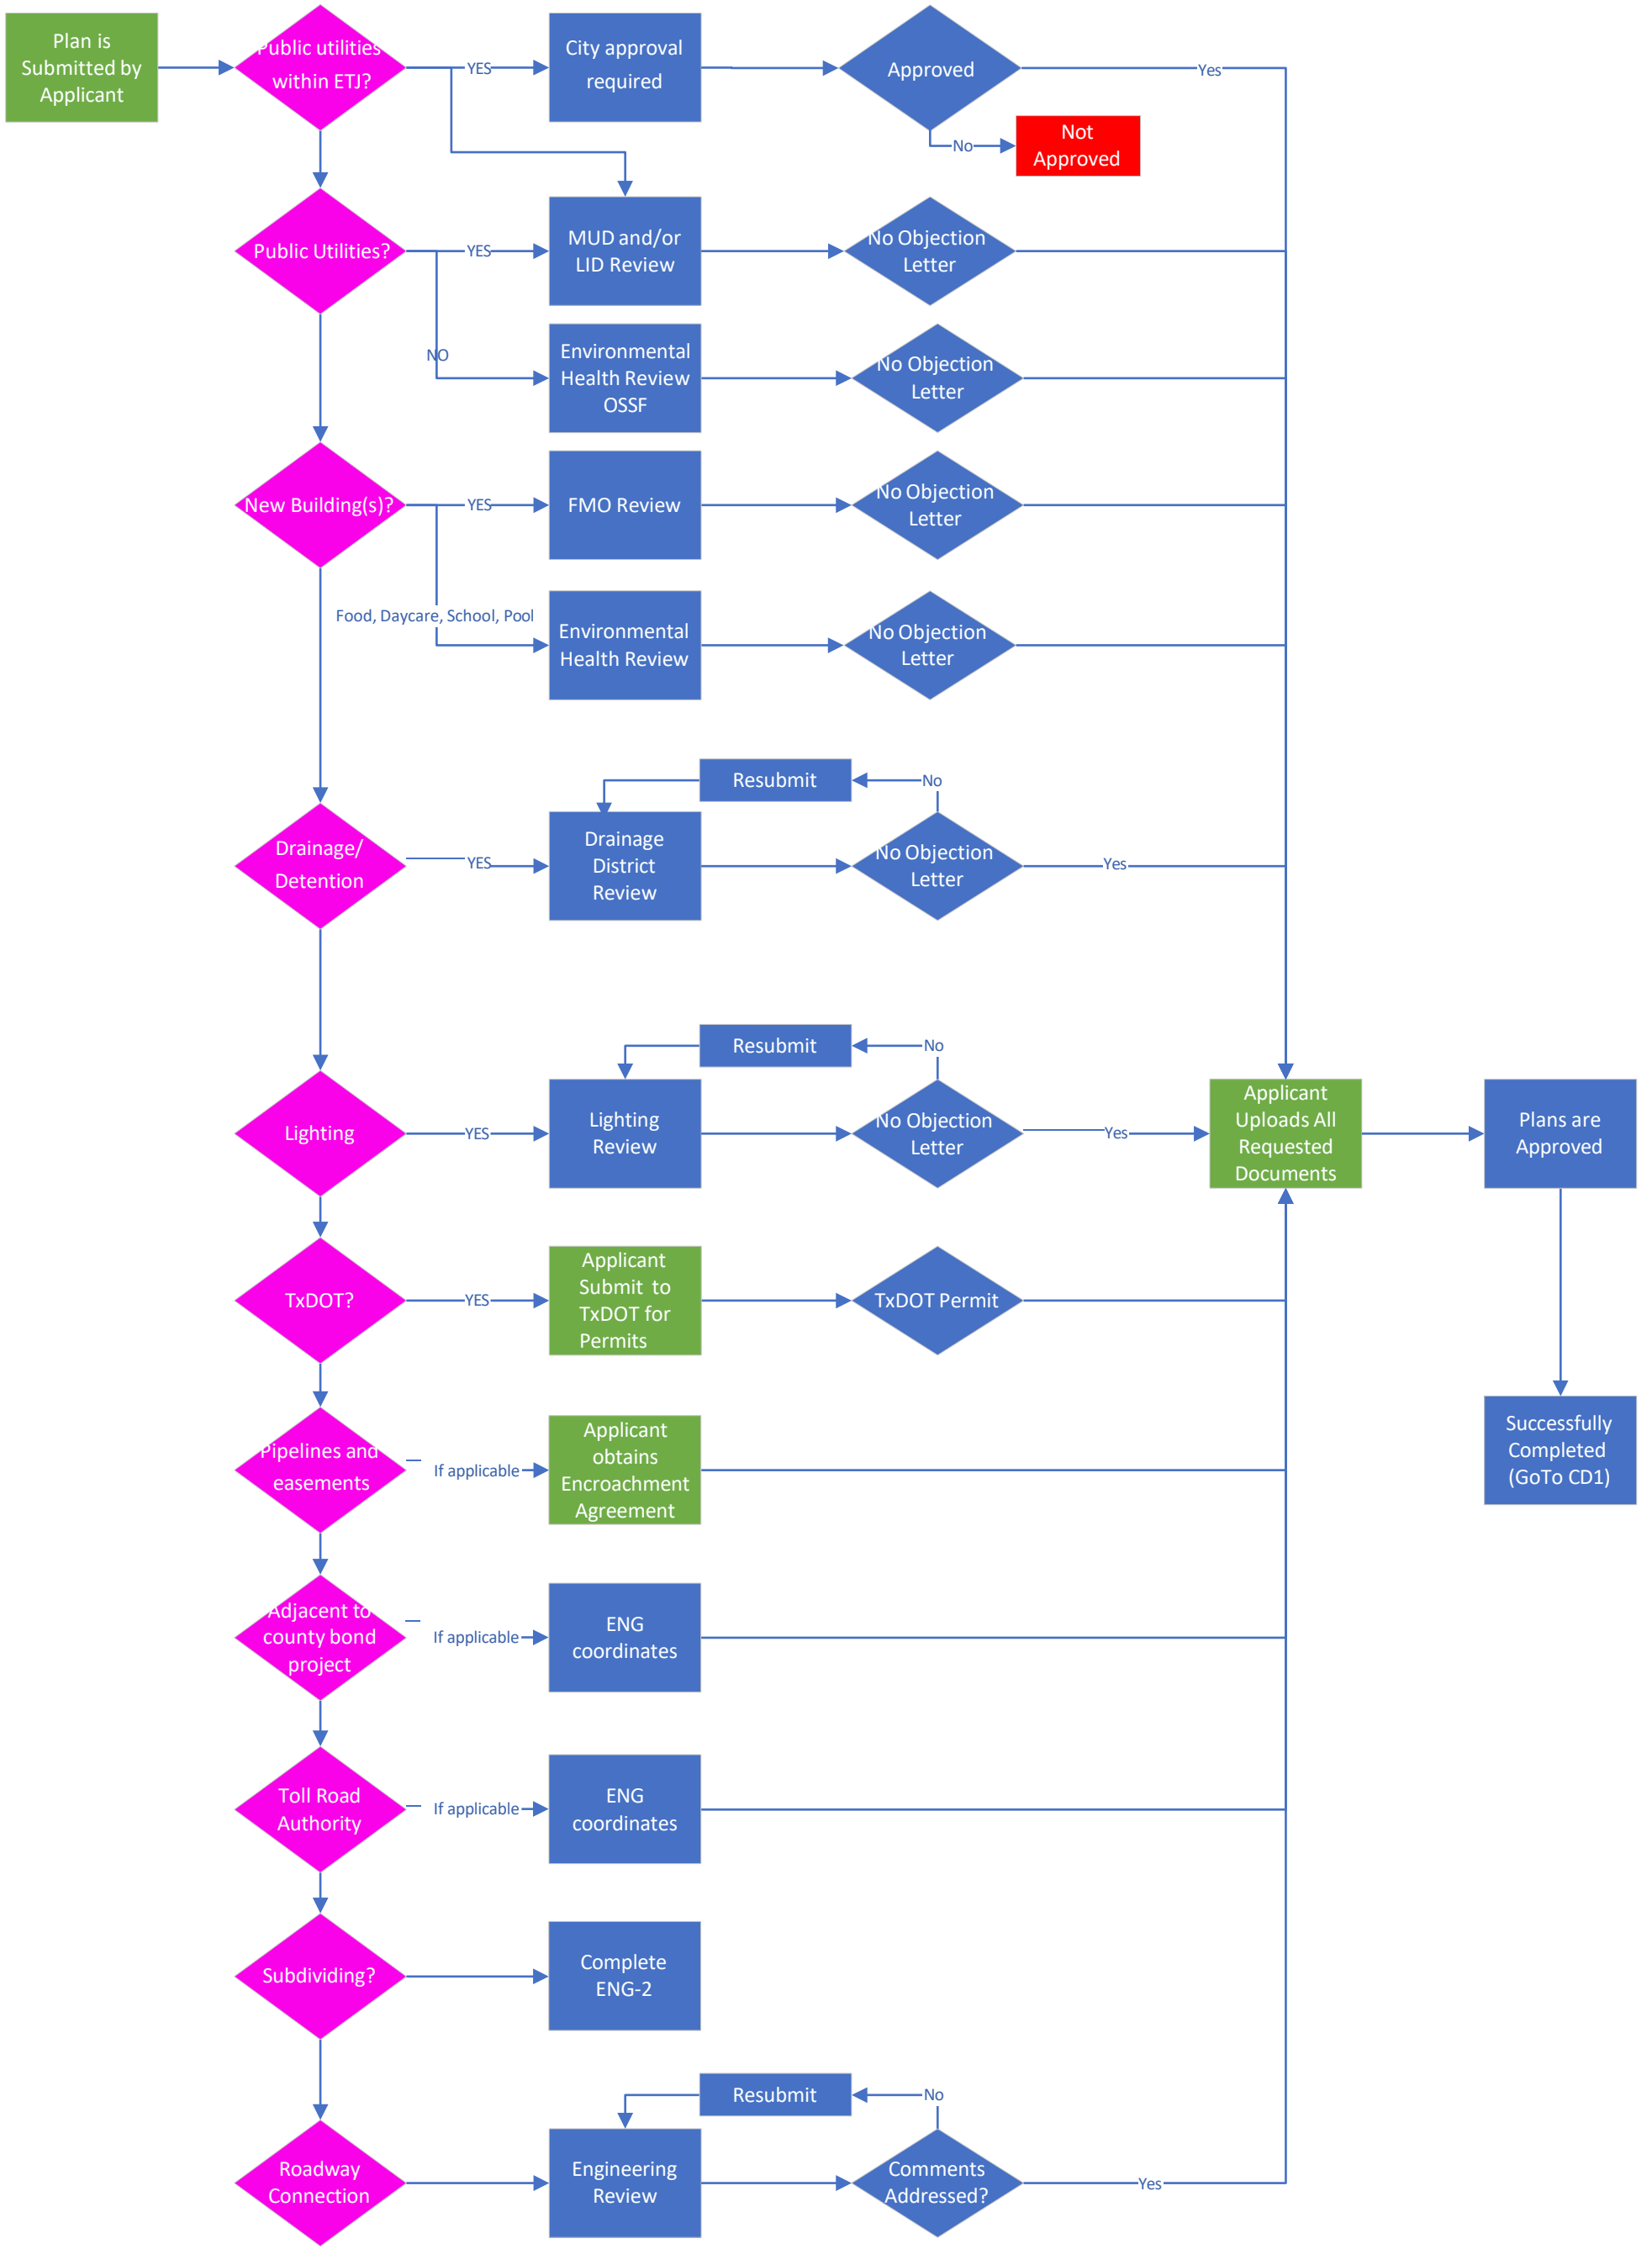 Plan is
Submitted by
Applicant
Public utilities
within ETJ?
YES
City approval
required
Approved
Yes
No
Not
Approved
Public Utilities?
YES
MUD and/or
LID Review
No Objection
Letter
NO
Environmental
Health Review
OSSF
No Objection
Letter
New Building(s)?
YES
FMO Review
No Objection
Letter
Food, Daycare, School, Pool
Environmental
Health Review
No Objection
Letter
Resubmit
No
Drainage/
Detention
YES
Drainage
District
Review
No Objection
Letter
Yes
Resubmit
No
Lighting
YES
Lighting
Review
No Objection
Letter
Yes
Applicant
Uploads All
Requested
Documents
Plans are
Approved
TxDOT?
YES
Applicant
Submit to
TxDOT for
Permits
TxDOT Permit
Pipelines and
easements
If applicable
Applicant
obtains
Encroachment
Agreement
Successfully
Completed
(GoTo CD1)
Adjacent to
county bond
project
If applicable
ENG
coordinates
Toll Road
Authority
If applicable
ENG
coordinates
Subdividing?
Complete
ENG-2
Resubmit
No
Roadway
Connection
Engineering
Review
Comments
Addressed?
Yes